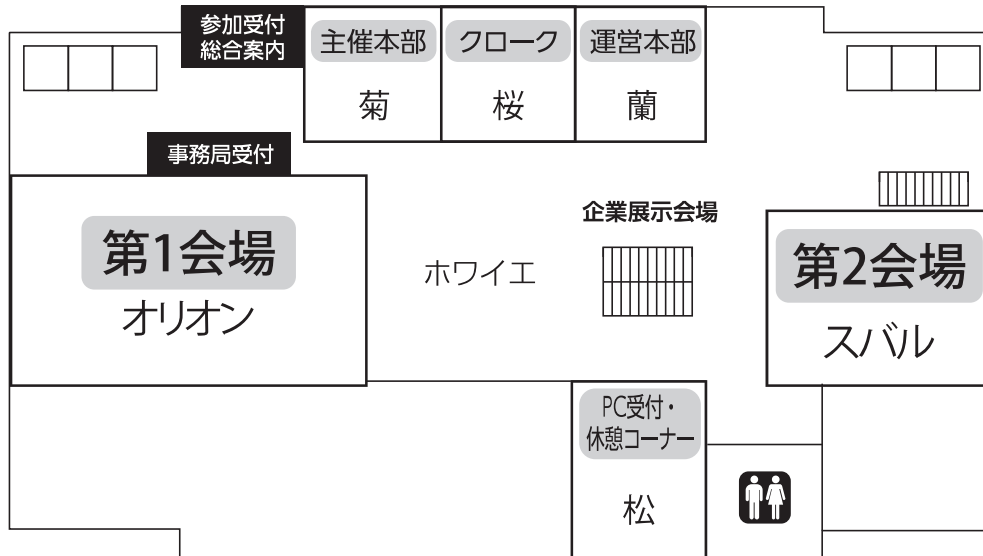 参加受付
総合案内
主催本部
クローク
運営本部
菊
桜
蘭
事務局受付
第1会場
オリオン
ホワイエ
企業展示会場
第2会場
スバル
PC受付・
休憩コーナー
松